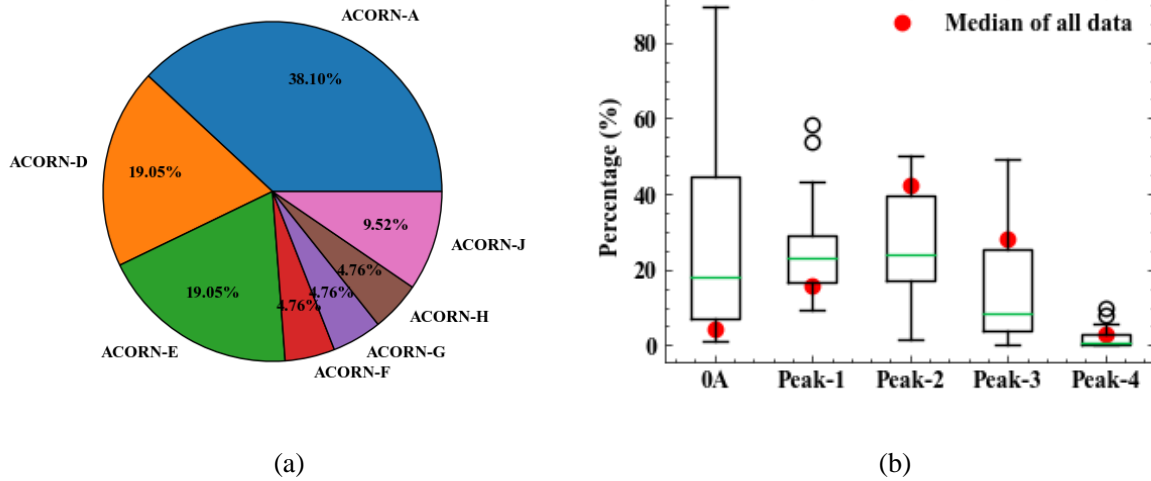 ACORN-A
38.10%
ACORN-D
19.05%
19.05%
ACORN-E
4.76%
ACORN-F
4.76%
ACORN-G
4.76%
ACORN-H
9.52%
ACORN-J
(a)
Median of all data
Percentage (%)
80
60
40
20
0
0A Peak-1 Peak-2 Peak-3 Peak-4
(b)